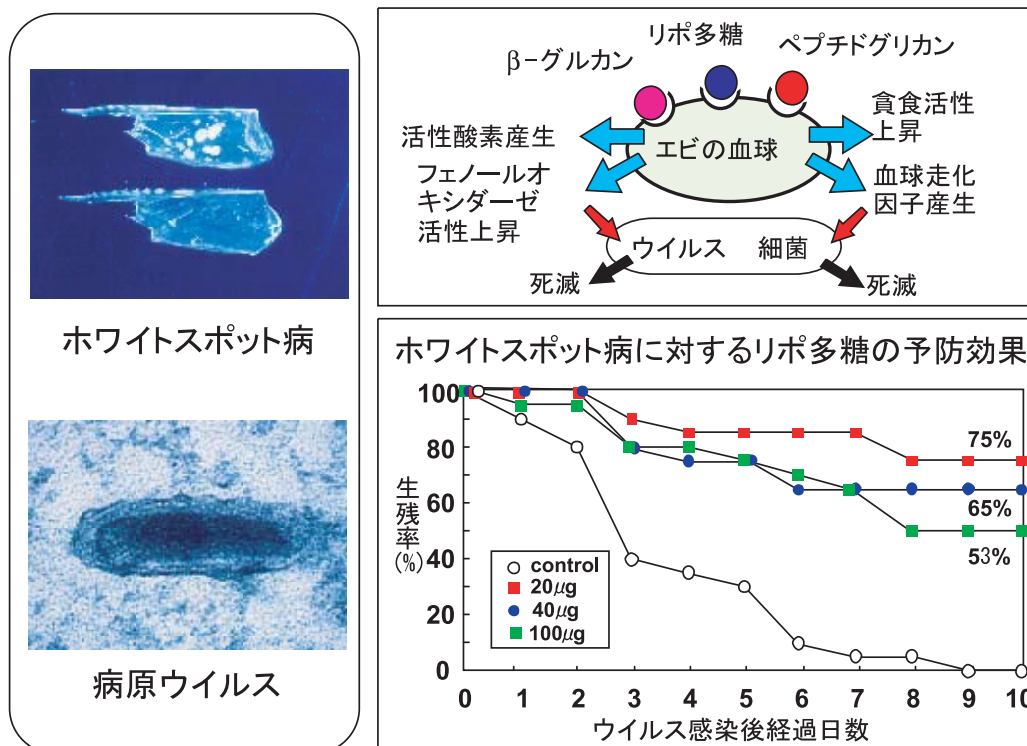 ホワイトスポット病
病原ウイルス
リポ多糖
β-グルカン
ペプチドグリカン
活性酸素産生
フェノールオ
キシダーゼ
活性上昇
エビの血球
貪食活性
上昇
血球走化
因子産生
ウイルス 細菌
死滅
死滅
ホワイトスポット病に対するリポ多糖の予防効果
生残率(%)
100
80
60
40
20
0
75%
65%
53%
control
20μg
40μg
100μg
0 1 2 3 4 5 6 7 8 9 10
ウイルス感染後経過日数